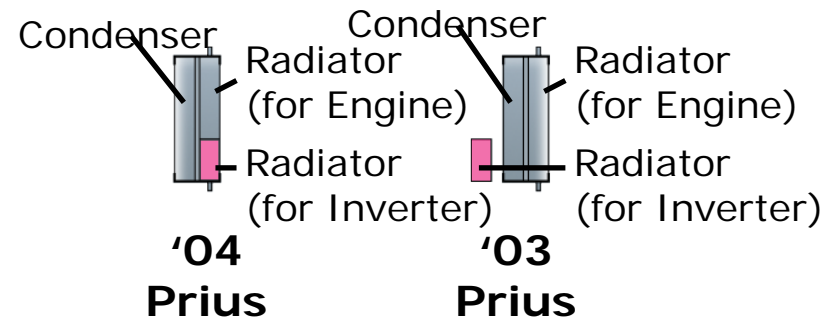 Condenser
Radiator
(for Engine)
Radiator
(for Inverter)
‘04
Prius
Condenser
Radiator
(for Engine)
Radiator
(for Inverter)
‘03
Prius